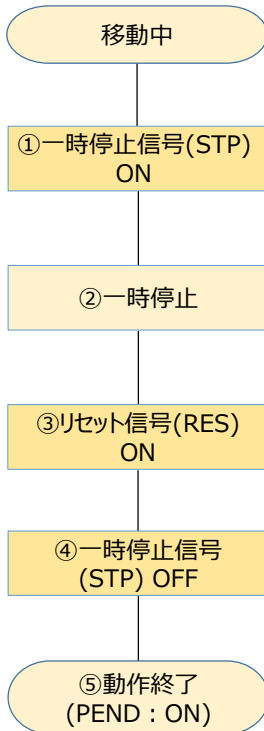 移動中
①一時停止信号(STP)
ON
②一時停止
③リセット信号(RES)
ON
④一時停止信号
(STP) OFF
⑤動作終了
(PEND：ON)